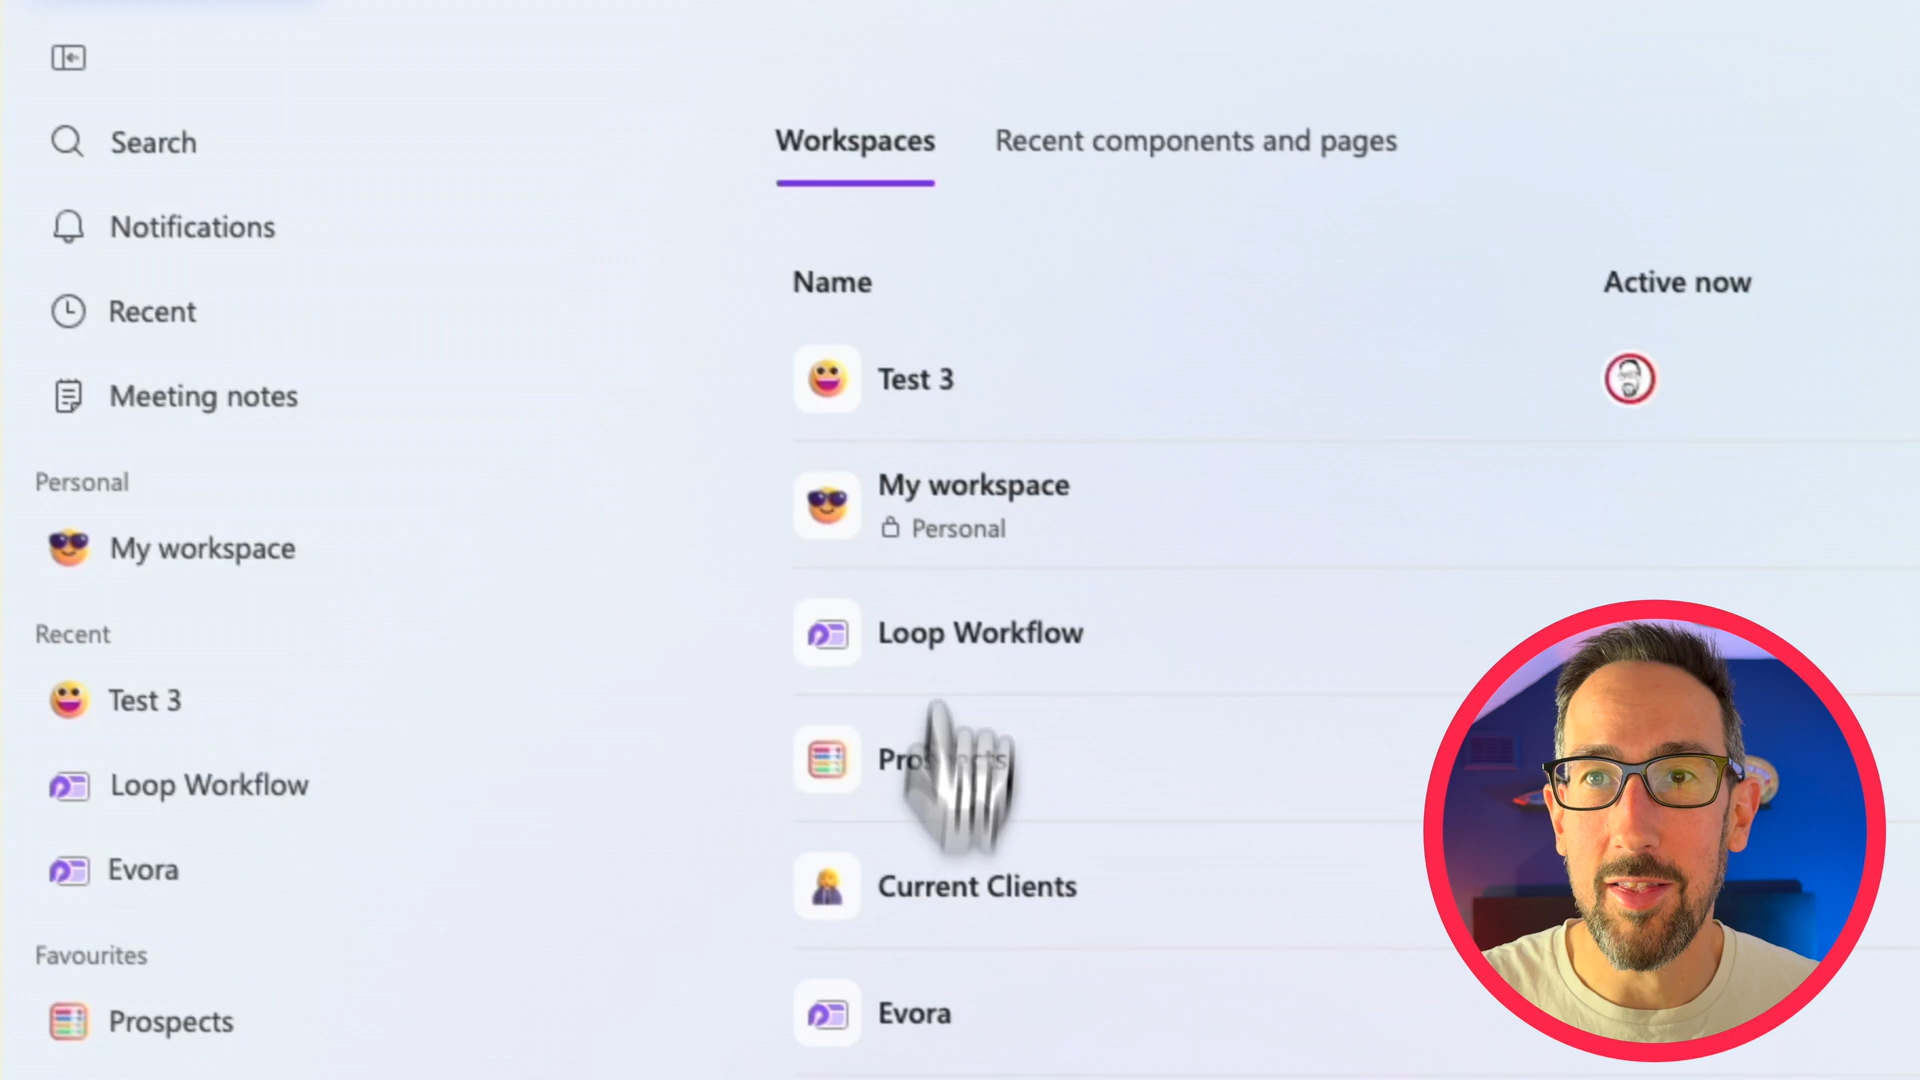 Search
Notifications
Recent
Meeting notes
Personal
My workspace
Recent
Test 3
Loop Workflow
Evora
Favourites
Prospects
Workspaces
Recent components and pages
Name
Active now
Test 3
My workspace
Personal
Loop Workflow
Prospects
Current Clients
Evora